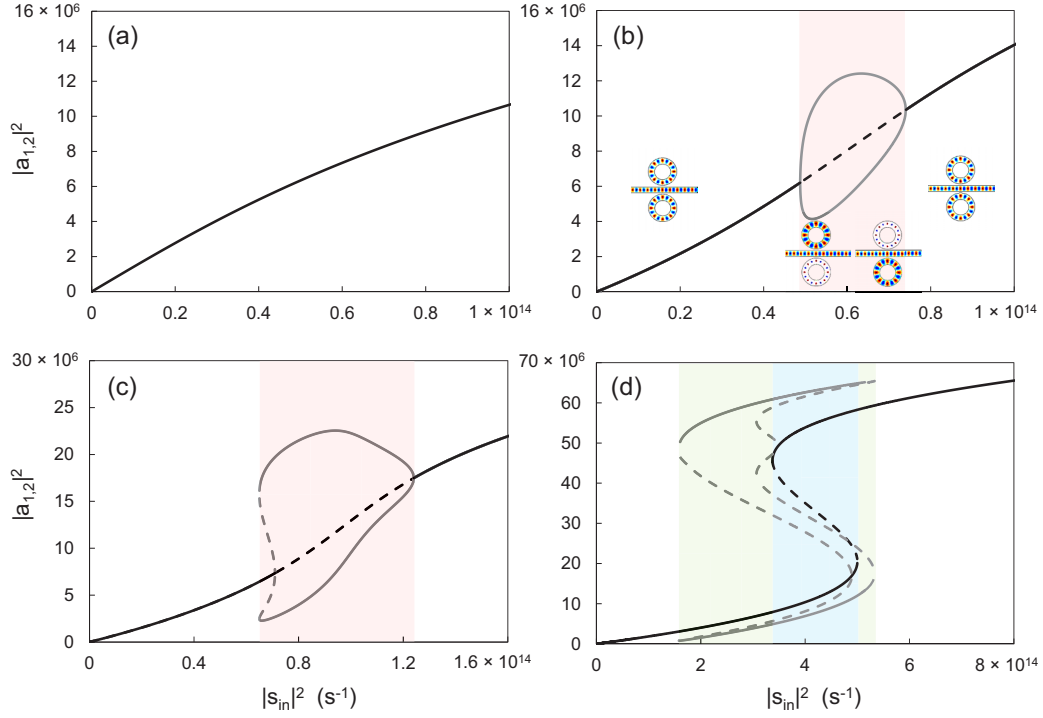 16 × 10⁶
(a)
14
12
10
8
6
4
2
0
|a₁,₂|²
0 0.2 0.4 0.6 0.8 1 × 10¹⁴
16 × 10⁶
(b)
14
12
10
8
6
4
2
0
0 0.2 0.4 0.6 0.8 1 × 10¹⁴
30 × 10⁶
(c)
25
20
15
10
5
0
|a₁,₂|²
0 0.4 0.8 1.2 1.6 × 10¹⁴
|sᵢₙ|² (s⁻¹)
70 × 10⁶
(d)
60
50
40
30
20
10
0
0 2 4 6 8 × 10¹⁴
|sᵢₙ|² (s⁻¹)